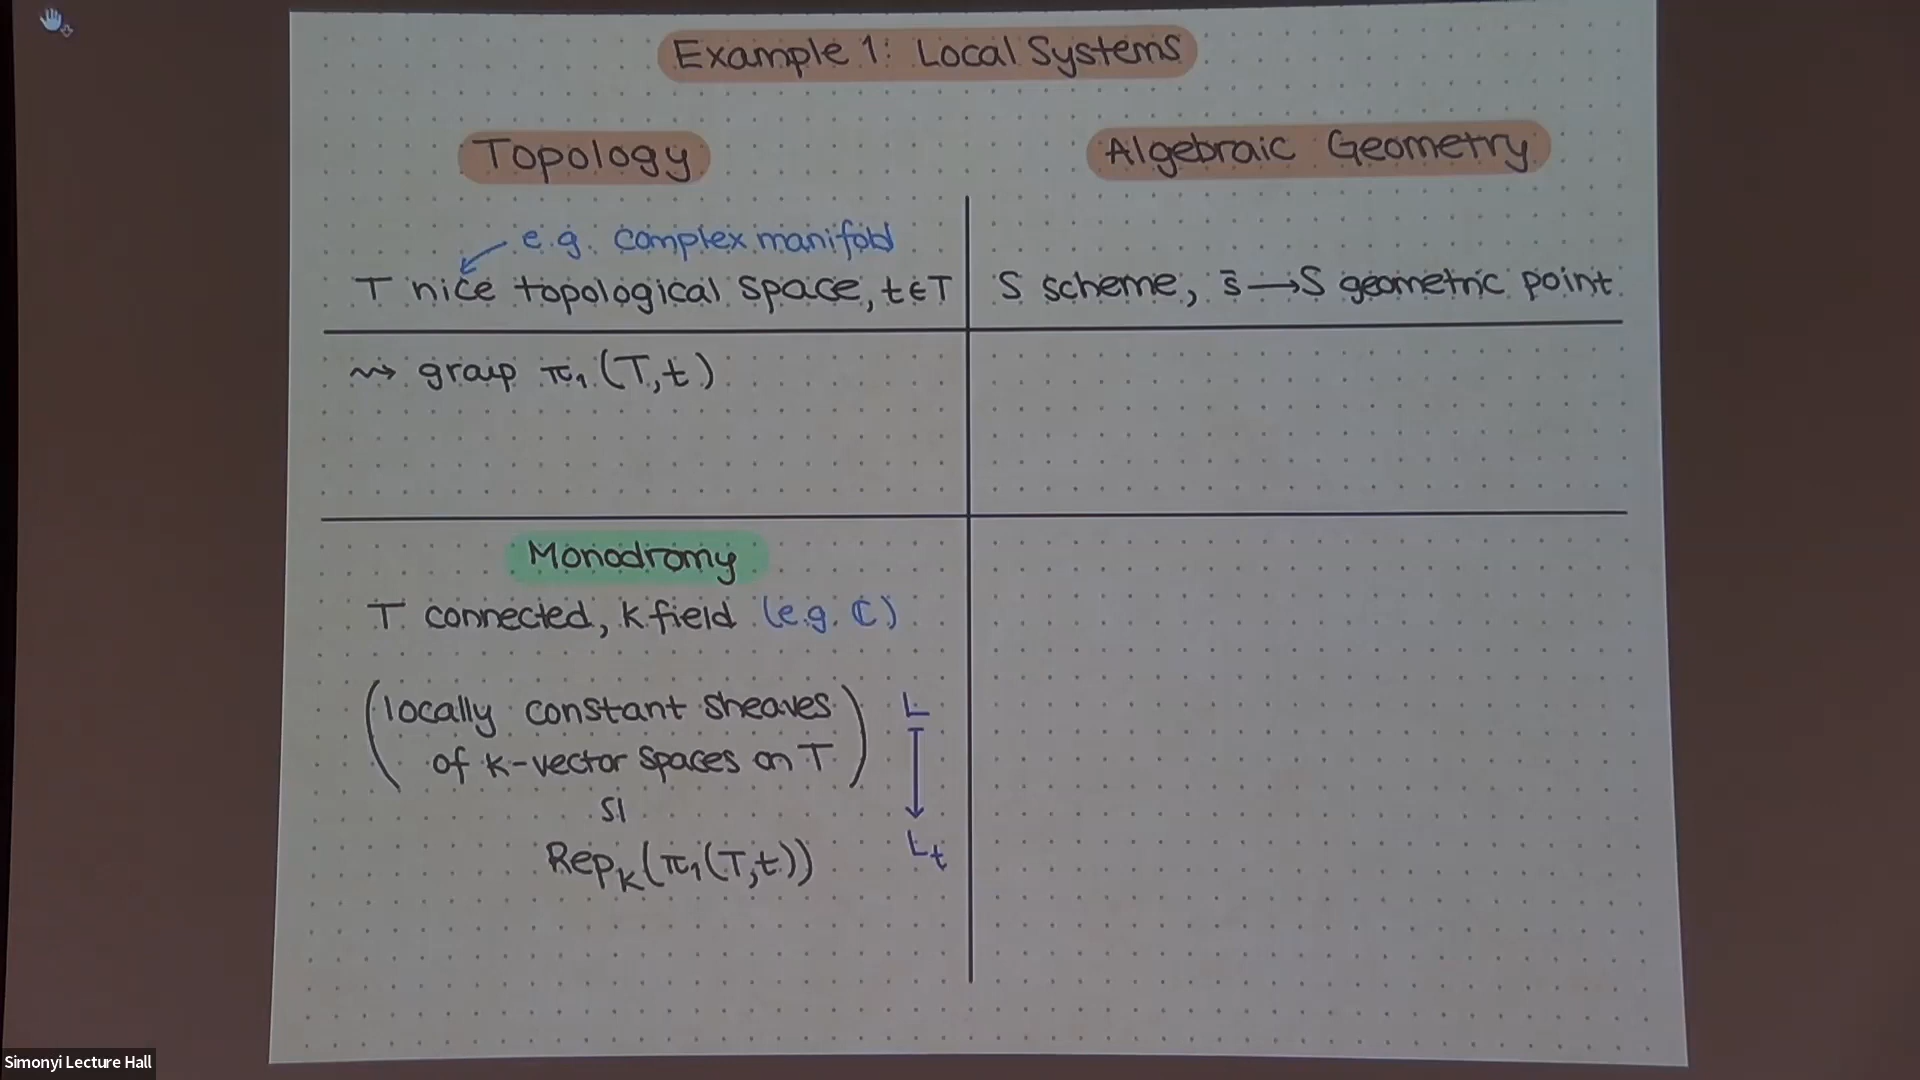 Example 1: Local Systems
Topology
Algebraic Geometry
e.g. complex manifold
T nice topological space, t∈T
S scheme, s̄ ⟶ S geometric point
⇝ group π₁(T,t)
Monodromy
T connected, k field (e.g. ℂ)
(locally constant sheaves
of k-vector spaces on T)
L
↓
L_t
SI
Rep_k(π₁(T,t))
Simonyi Lecture Hall